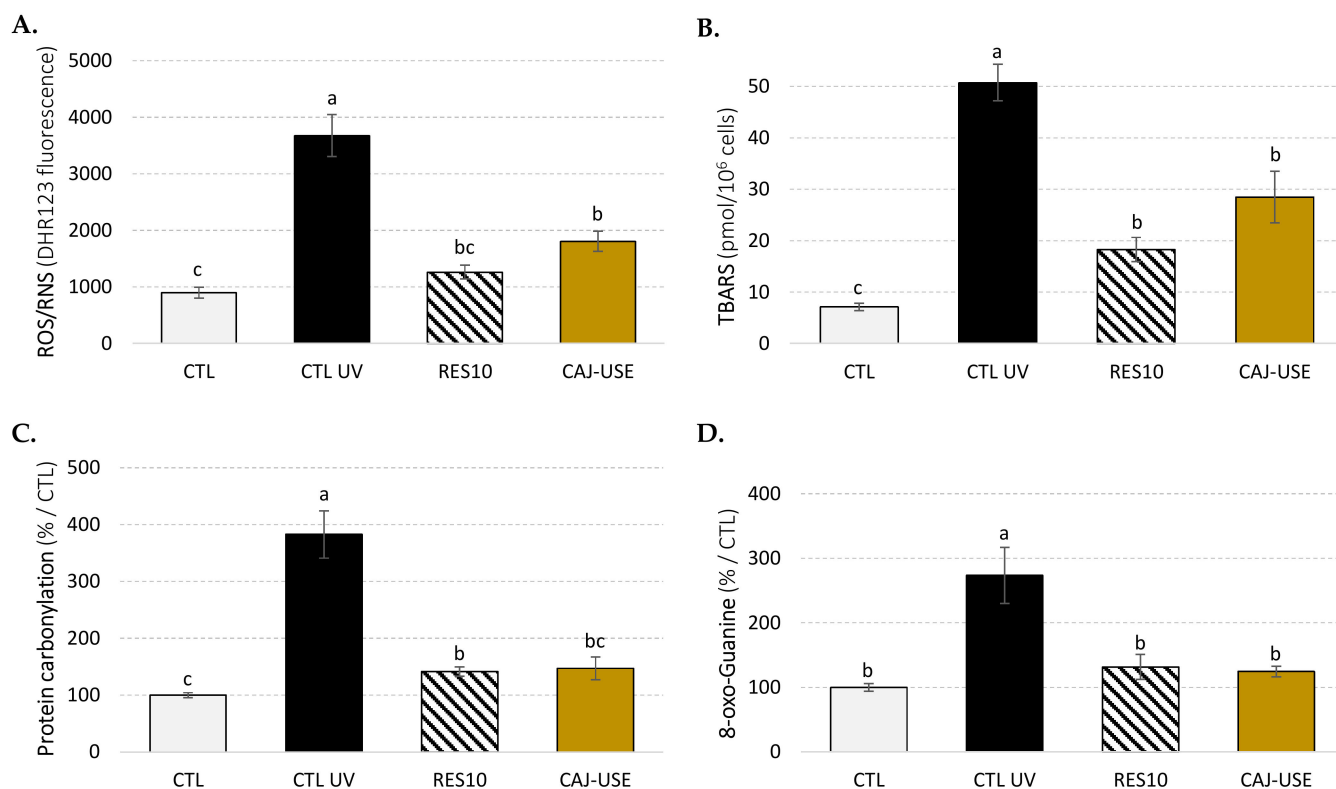 A.
ROS/RNS (DHR123 fluorescence)
5000
4000
3000
2000
1000
0
a
b
bc
c
CTL CTL UV RES10 CAJ-USE
B.
TBARS (pmol/10⁶ cells)
50
40
30
20
10
0
a
b
b
c
CTL CTL UV RES10 CAJ-USE
C.
Protein carbonylation (% / CTL)
500
400
300
200
100
0
a
bc
b
c
CTL CTL UV RES10 CAJ-USE
D.
8-oxo-Guanine (% / CTL)
400
300
200
100
0
a
b
b
b
CTL CTL UV RES10 CAJ-USE